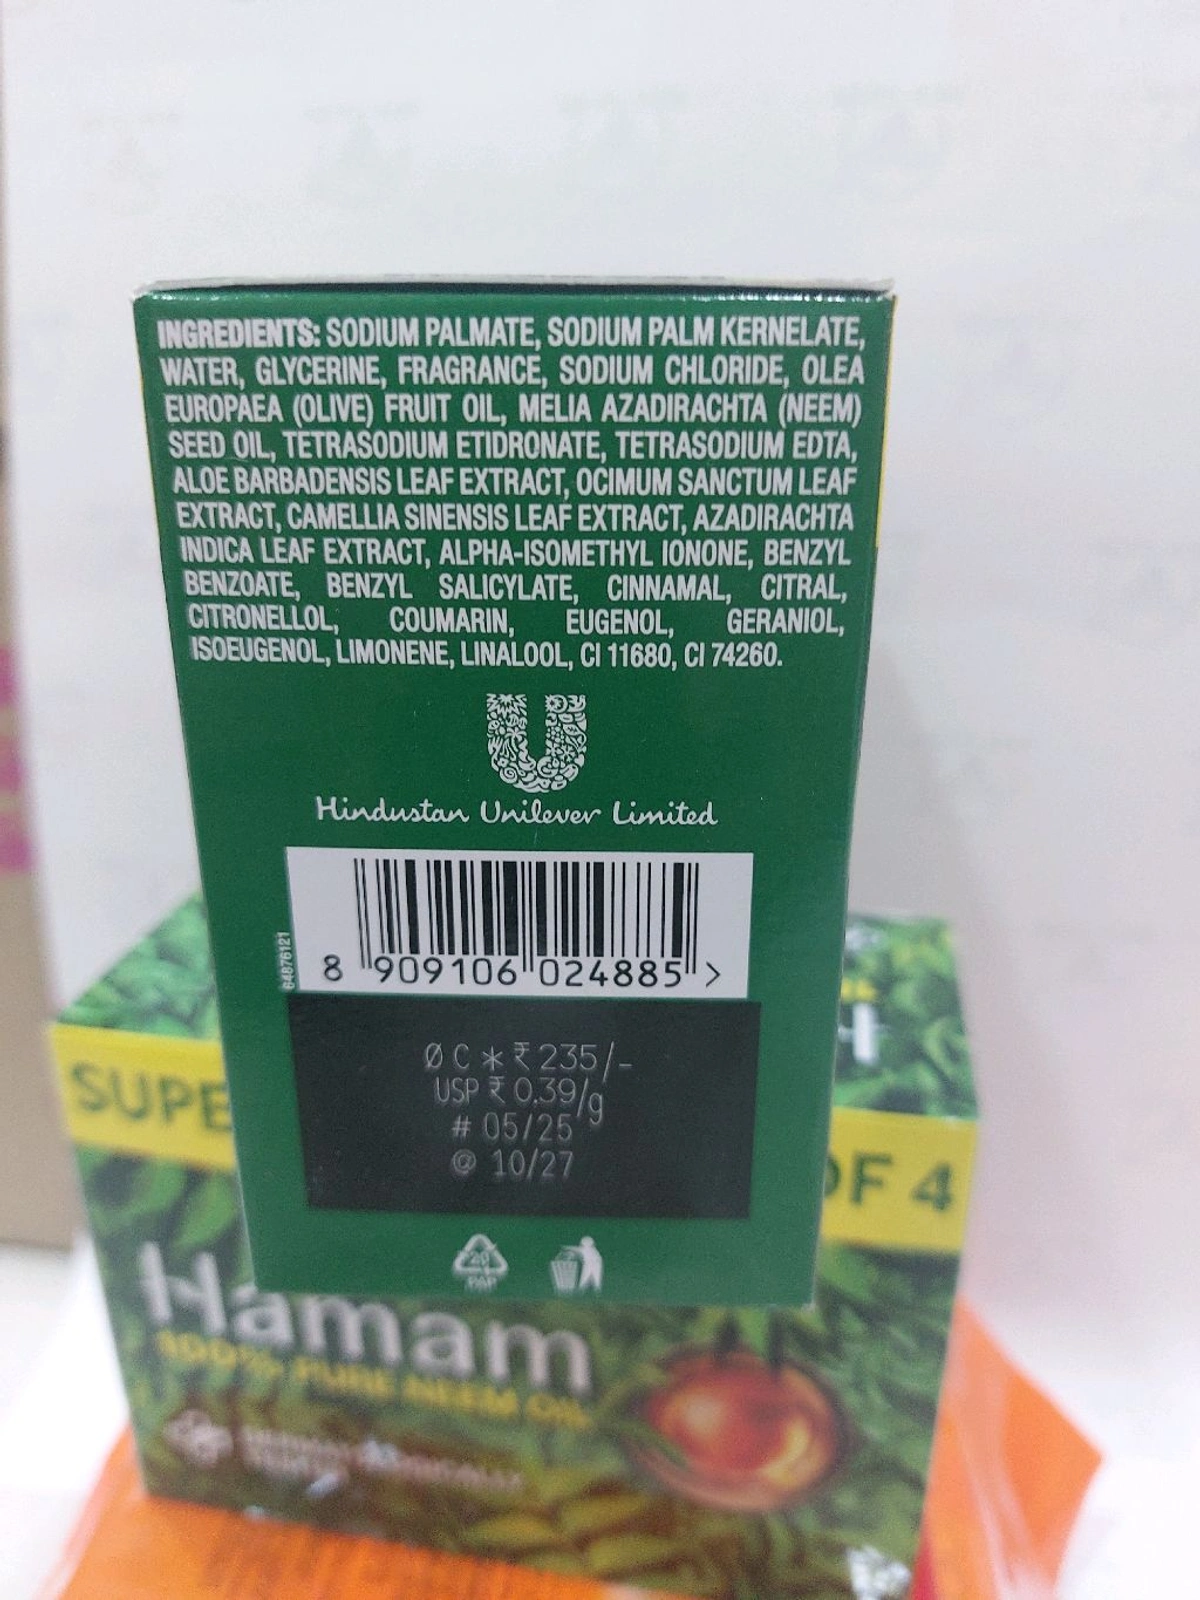 INGREDIENTS: SODIUM PALMATE, SODIUM PALM KERNELATE,
WATER, GLYCERINE, FRAGRANCE, SODIUM CHLORIDE, OLEA
EUROPAEA (OLIVE) FRUIT OIL, MELIA AZADIRACHTA (NEEM)
SEED OIL, TETRASODIUM ETIDRONATE, TETRASODIUM EDTA,
ALOE BARBADENSIS LEAF EXTRACT, OCIMUM SANCTUM LEAF
EXTRACT, CAMELLIA SINENSIS LEAF EXTRACT, AZADIRACHTA
INDICA LEAF EXTRACT, ALPHA-ISOMETHYL IONONE, BENZYL
BENZOATE, BENZYL SALICYLATE, CINNAMAL, CITRAL,
CITRONELLOL, COUMARIN, EUGENOL, GERANIOL,
ISOEUGENOL, LIMONENE, LINALOOL, CI 11680, CI 74260.
U
Hindustan Unilever Limited
64876121
8 909106 024885 >
Ø C * ₹ 235/-
USP ₹ 0.39/g
# 05/25
@ 10/27
20
PAP
SUPE
OF 4
4
Hamam
100% PURE NEEM OIL